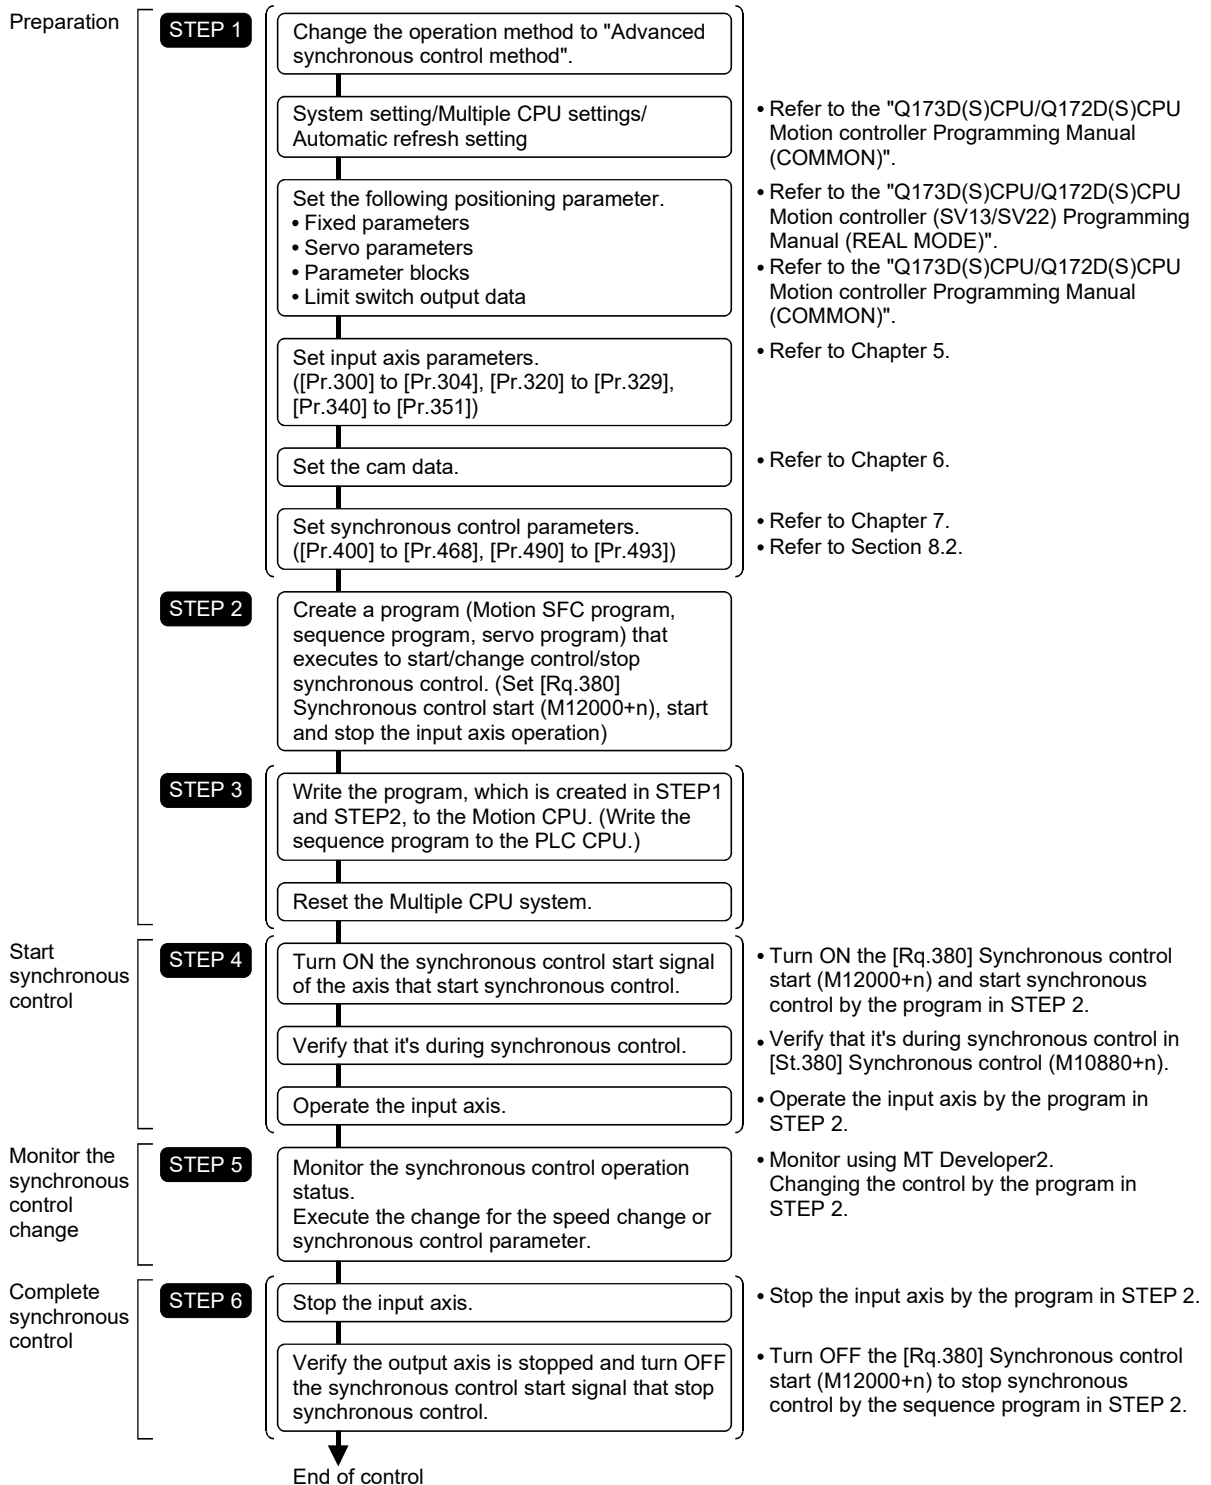 Preparation
STEP 1
Change the operation method to "Advanced
synchronous control method".
System setting/Multiple CPU settings/
Automatic refresh setting
• Refer to the "Q173D(S)CPU/Q172D(S)CPU
Motion controller Programming Manual
(COMMON)".
Set the following positioning parameter.
• Fixed parameters
• Servo parameters
• Parameter blocks
• Limit switch output data
• Refer to the "Q173D(S)CPU/Q172D(S)CPU
Motion controller (SV13/SV22) Programming
Manual (REAL MODE)".
• Refer to the "Q173D(S)CPU/Q172D(S)CPU
Motion controller Programming Manual
(COMMON)".
Set input axis parameters.
([Pr.300] to [Pr.304], [Pr.320] to [Pr.329],
[Pr.340] to [Pr.351])
• Refer to Chapter 5.
Set the cam data.
• Refer to Chapter 6.
Set synchronous control parameters.
([Pr.400] to [Pr.468], [Pr.490] to [Pr.493])
• Refer to Chapter 7.
• Refer to Section 8.2.
STEP 2
Create a program (Motion SFC program,
sequence program, servo program) that
executes to start/change control/stop
synchronous control. (Set [Rq.380]
Synchronous control start (M12000+n), start
and stop the input axis operation)
STEP 3
Write the program, which is created in STEP1
and STEP2, to the Motion CPU. (Write the
sequence program to the PLC CPU.)
Reset the Multiple CPU system.
Start
synchronous
control
STEP 4
Turn ON the synchronous control start signal
of the axis that start synchronous control.
• Turn ON the [Rq.380] Synchronous control
start (M12000+n) and start synchronous
control by the program in STEP 2.
Verify that it's during synchronous control.
• Verify that it's during synchronous control in
[St.380] Synchronous control (M10880+n).
Operate the input axis.
• Operate the input axis by the program in
STEP 2.
Monitor the
synchronous
control
change
STEP 5
Monitor the synchronous control operation
status.
Execute the change for the speed change or
synchronous control parameter.
• Monitor using MT Developer2.
Changing the control by the program in
STEP 2.
Complete
synchronous
control
STEP 6
Stop the input axis.
• Stop the input axis by the program in STEP 2.
Verify the output axis is stopped and turn OFF
the synchronous control start signal that stop
synchronous control.
• Turn OFF the [Rq.380] Synchronous control
start (M12000+n) to stop synchronous
control by the sequence program in STEP 2.
End of control